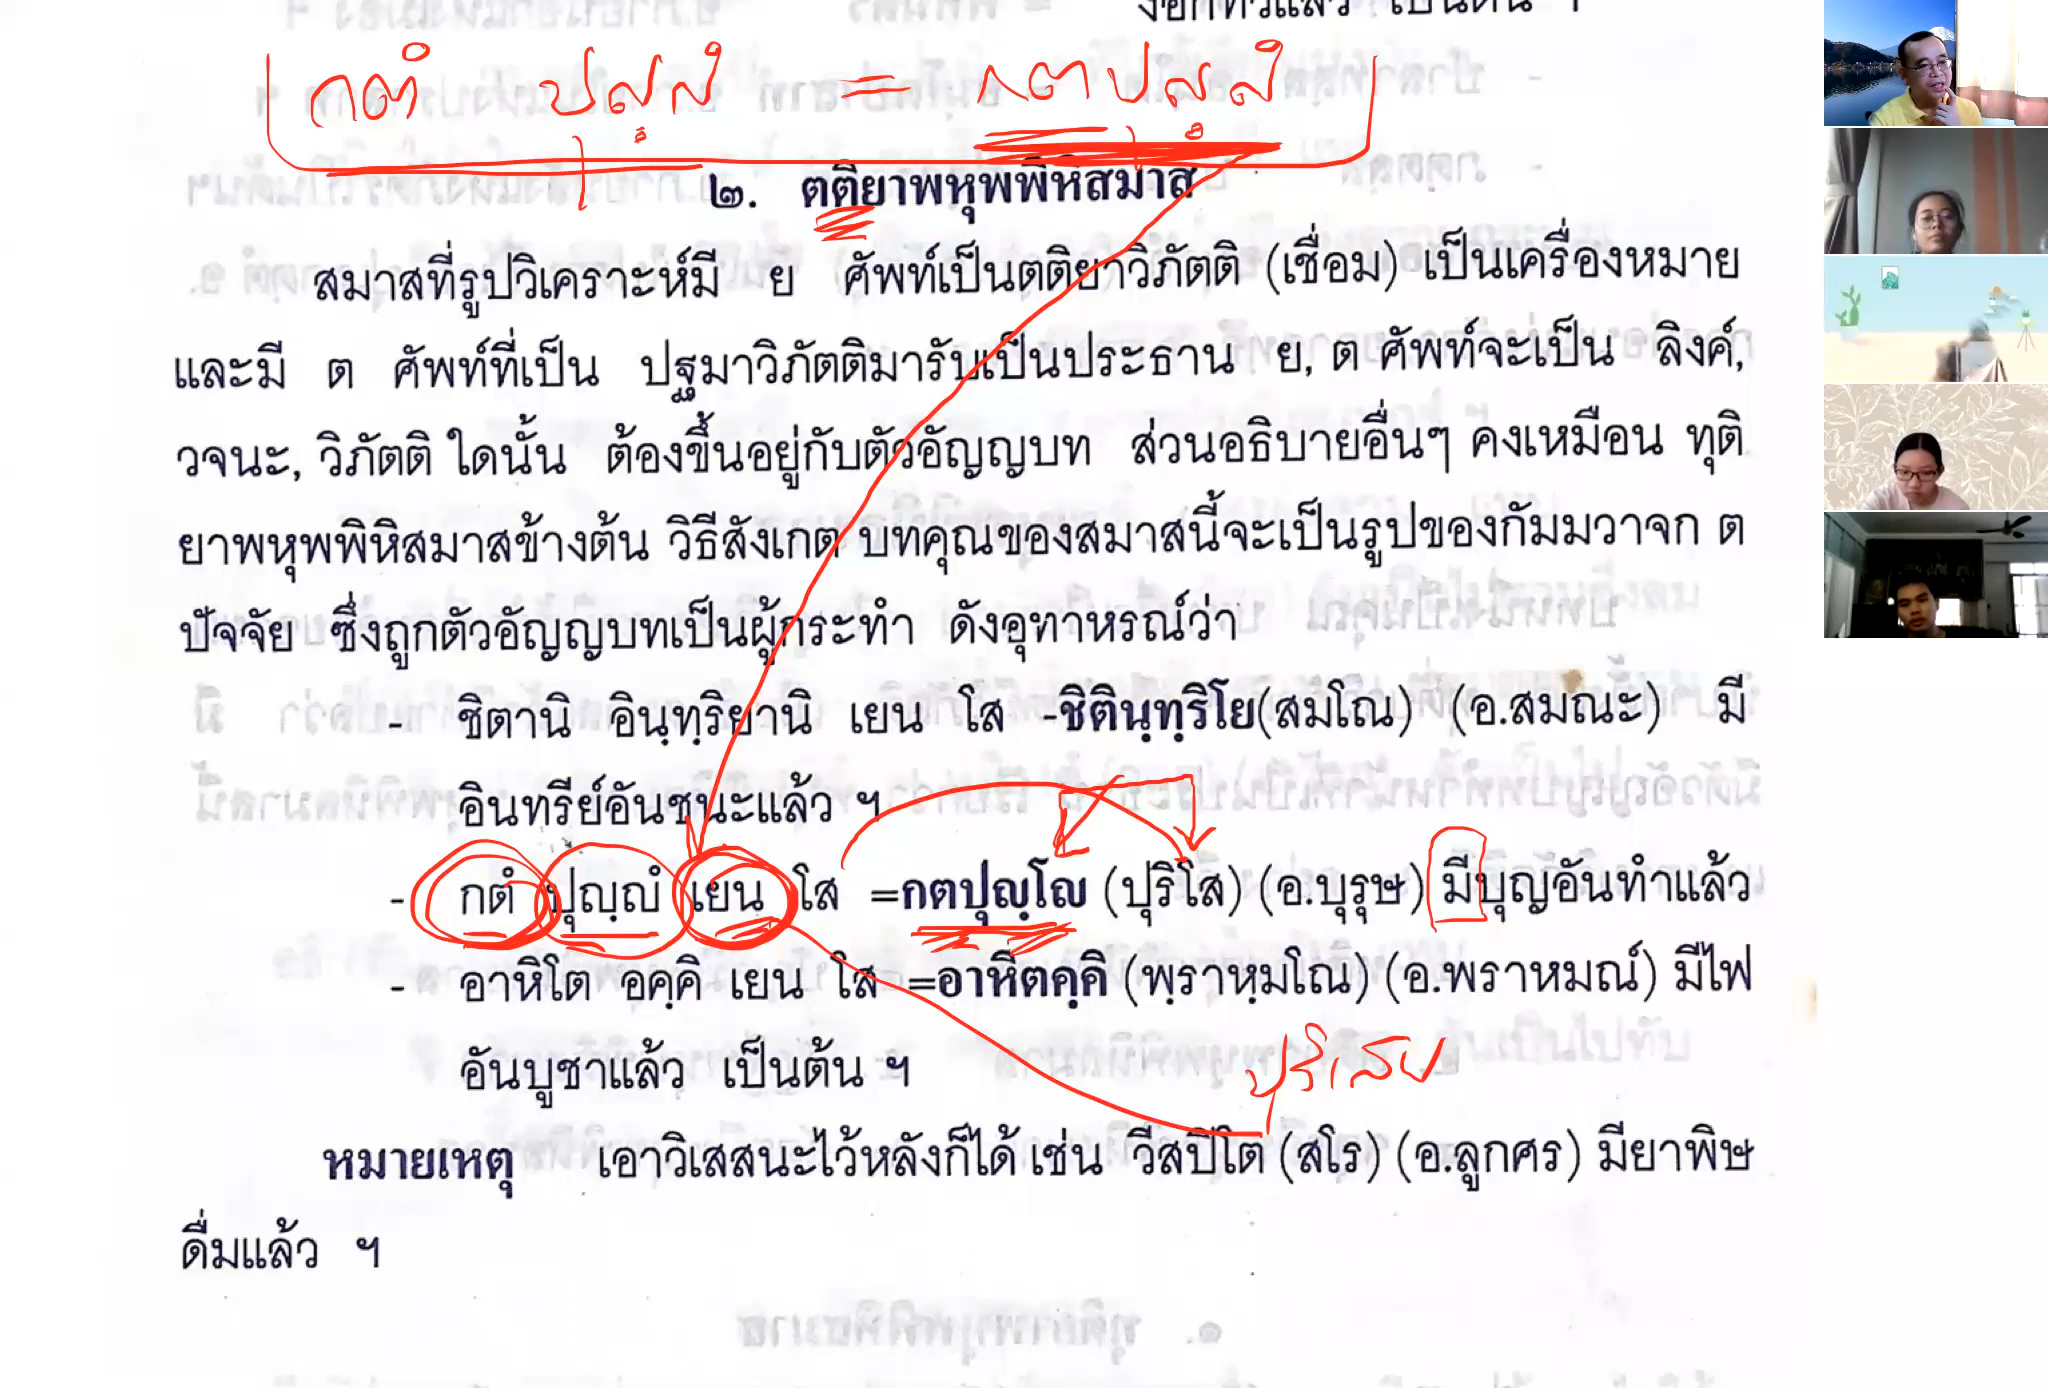 กตํ ปุญฺญํ = กตปุญฺญํ
๒. ตติยาพหุพพิหิสมาส
สมาสที่รูปวิเคราะห์มี ย ศัพท์เป็นตติยาวิภัตติ (เชื่อม) เป็นเครื่องหมาย
และมี ต ศัพท์ที่เป็น ปฐมาวิภัตติมารับเป็นประธาน ย, ต ศัพท์จะเป็น ลิงค์,
วจนะ, วิภัตติ ใดนั้น ต้องขึ้นอยู่กับตัวอัญญบท ส่วนอธิบายอื่นๆ คงเหมือน ทุติ
ยาพหุพพิหิสมาสข้างต้น วิธีสังเกต บทคุณของสมาสนี้จะเป็นรูปของกัมมวาจก ต
ปัจจัย ซึ่งถูกตัวอัญญบทเป็นผู้กระทำ ดังอุทาหรณ์ว่า
- ชิตานิ อินฺทฺริยานิ เยน โส -ชิตินฺทฺริโย(สมโณ) (อ.สมณะ) มี
อินทรีย์อันชนะแล้ว ฯ
- กตํ ปุญฺญํ เยน โส =กตปุญฺโญ (ปุริโส) (อ.บุรุษ) มีบุญอันทำแล้ว
- อาหิโต อคฺคิ เยน โส =อาหิตคฺคิ (พฺราหฺมโณ) (อ.พราหมณ์) มีไฟ
อันบูชาแล้ว เป็นต้น ฯ
ปุริเสน
หมายเหตุ เอาวิเสสนะไว้หลังก็ได้ เช่น วีสปีโต (สโร) (อ.ลูกศร) มียาพิษ
ดื่มแล้ว ฯ